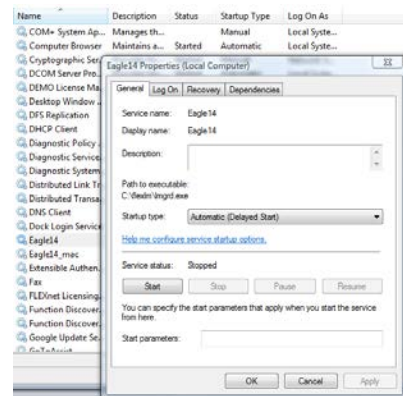 Name Description Status Startup Type Log On As
COM+ System Ap... Manages th... Manual Local Syste...
Computer Browser Maintains a... Started Automatic Local Syste...
Cryptographic Ser
DCOM Server Pro
DEMO License Ma
Desktop Window
DFS Replication
DHCP Client
Diagnostic Policy
Diagnostic Service
Diagnostic System
Distributed Link Tr
Distributed Transa
DNS Client
Dock Login Service
Eagle14
Eagle14_mac
Extensible Authen.
Fax
FLEXnet Licensing
Function Discover
Function Discover
Google Update Se
GoToAssist
Eagle14 Properties (Local Computer)
General Log On Recovery Dependencies
Service name: Eagle14
Display name: Eagle14
Description:
Path to executable:
C:\flexlm\lmgrd.exe
Startup type: Automatic (Delayed Start)
Help me configure service startup options.
Service status: Stopped
Start Stop Pause Resume
You can specify the start parameters that apply when you start the service
from here.
Start parameters:
OK Cancel Apply